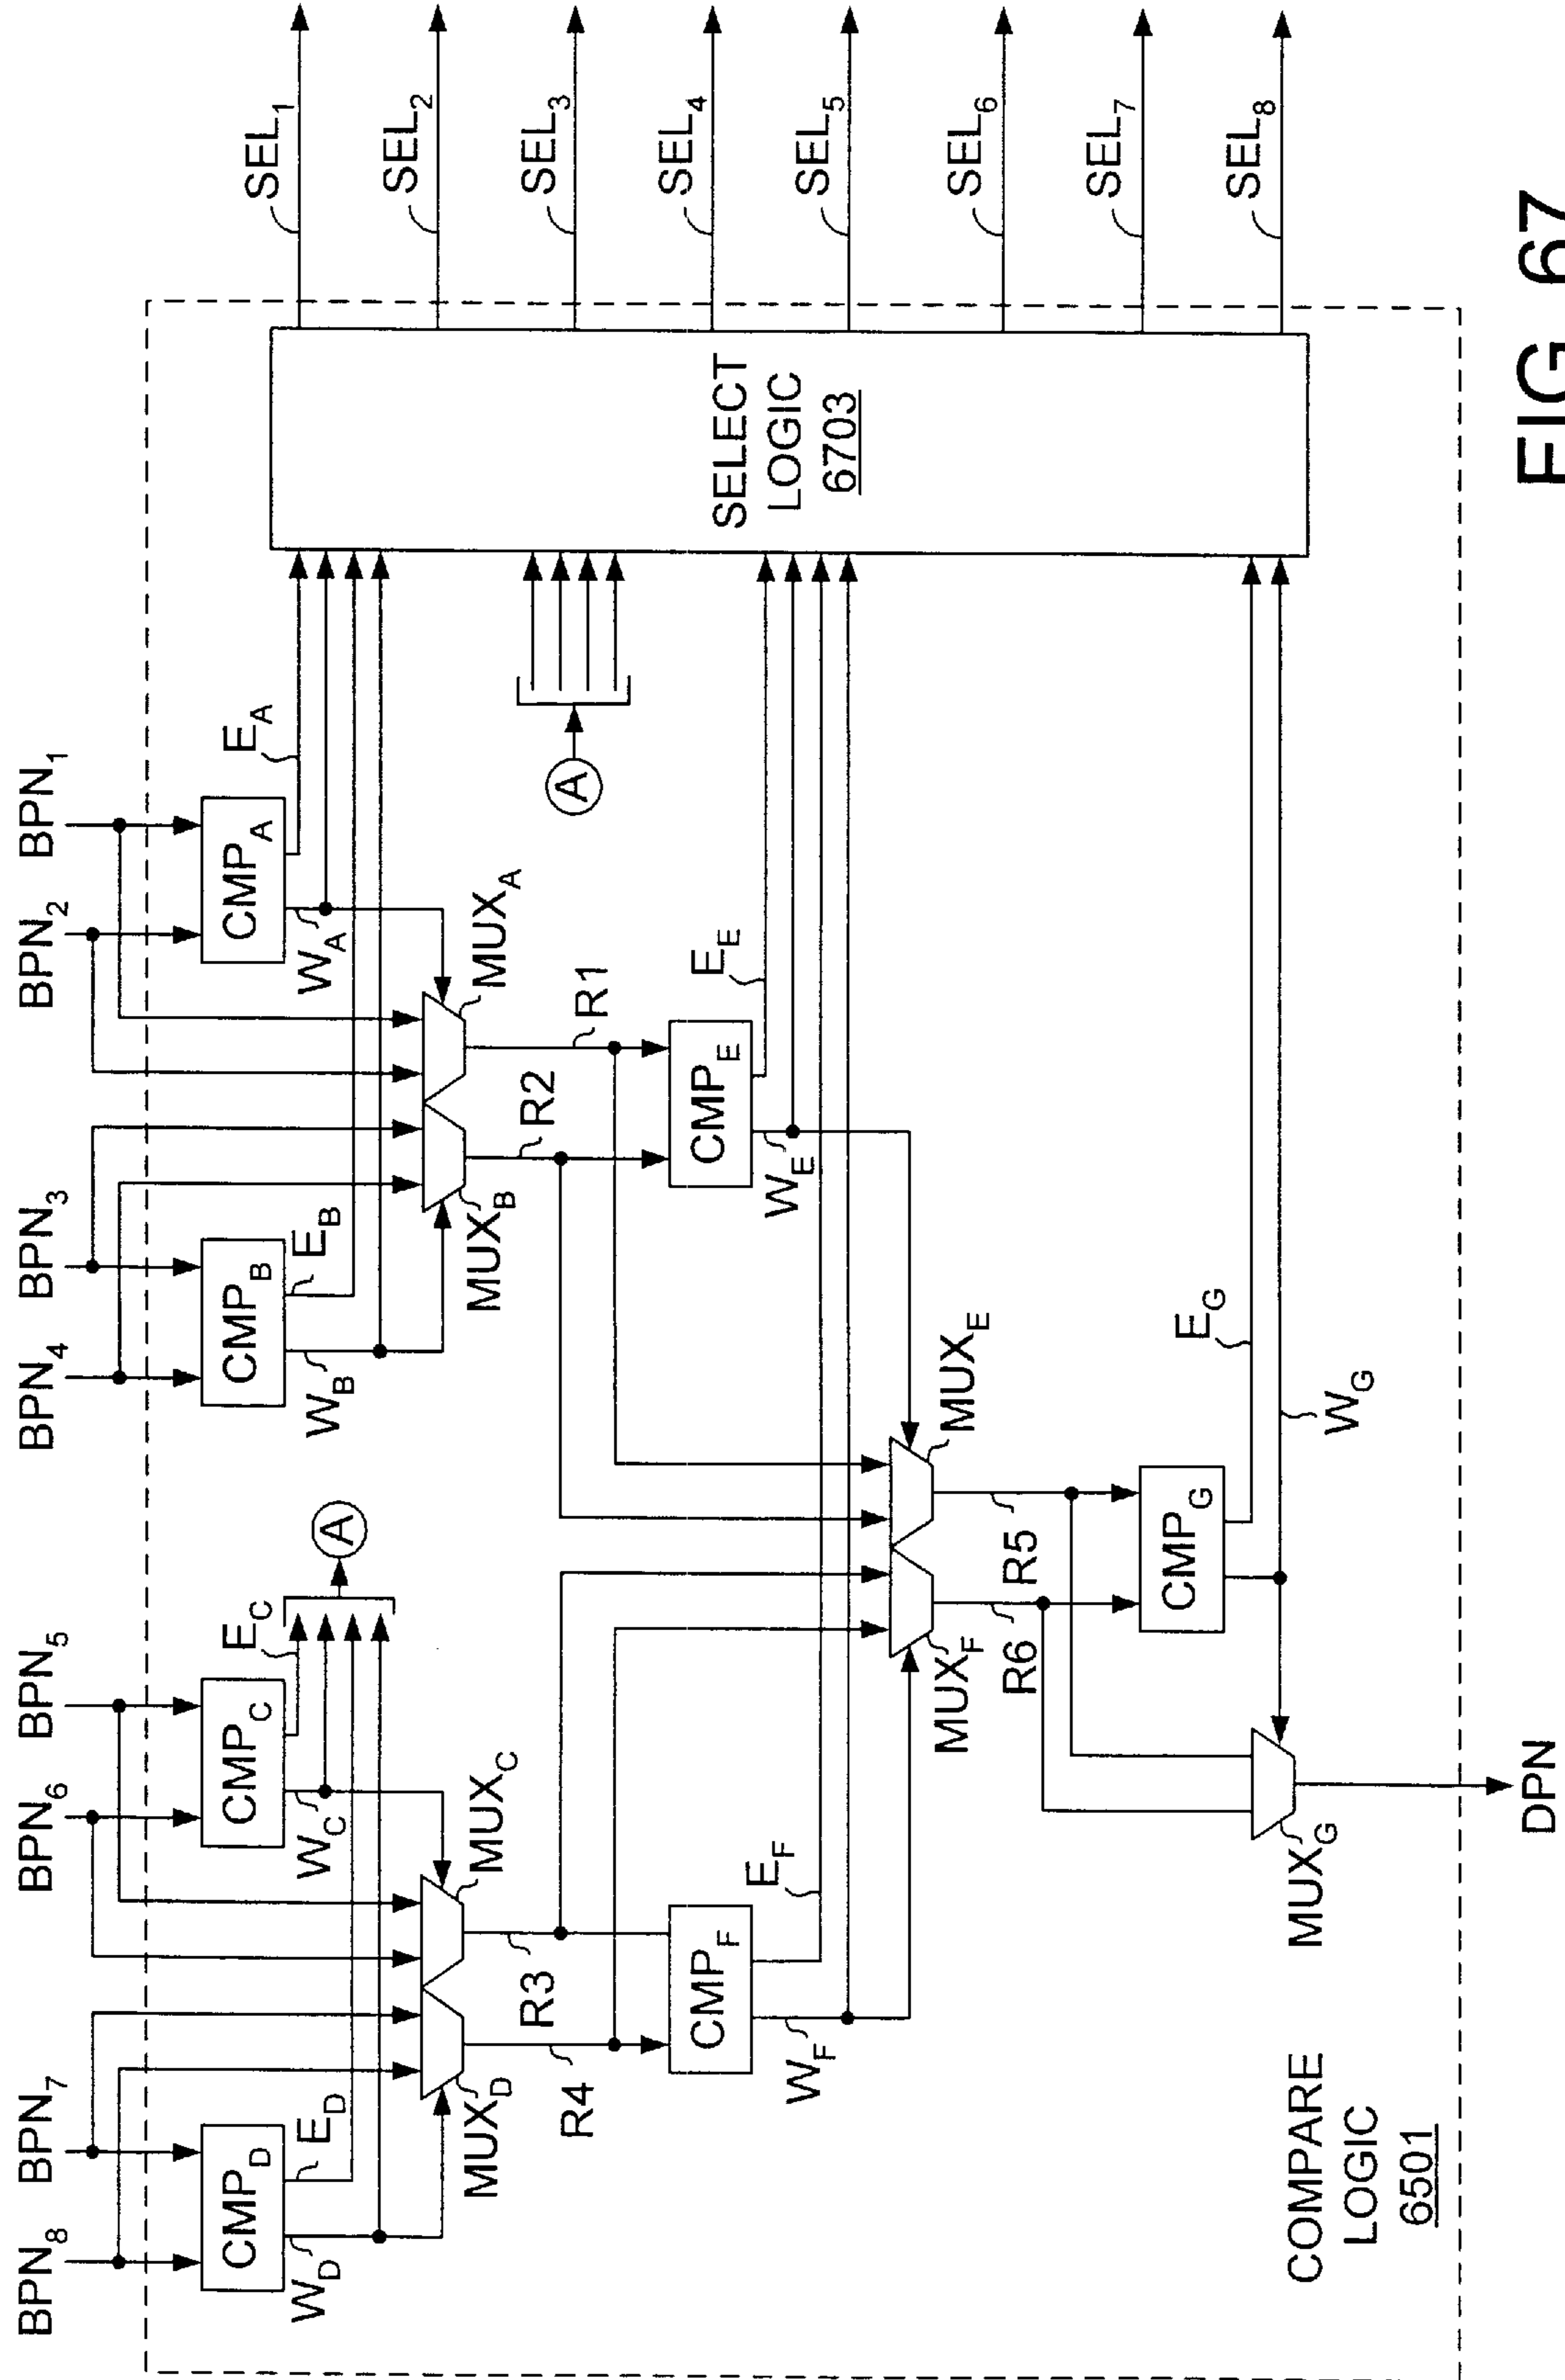 BPN8
BPN7
BPN6
BPN5
BPN4
BPN3
BPN2
BPN1
CMPD
CMPC
CMPB
CMPA
WD
ED
WC
EC
WB
EB
WA
EA
A
MUXD
MUXC
MUXB
MUXA
R4
R3
R2
R1
A
CMPF
CMPE
WF
EF
WE
EE
MUXF
MUXE
R6
R5
CMPG
EG
WG
MUXG
DPN
COMPARE
LOGIC
6501
SELECT
LOGIC
6703
SEL1
SEL2
SEL3
SEL4
SEL5
SEL6
SEL7
SEL8
FIG. 67